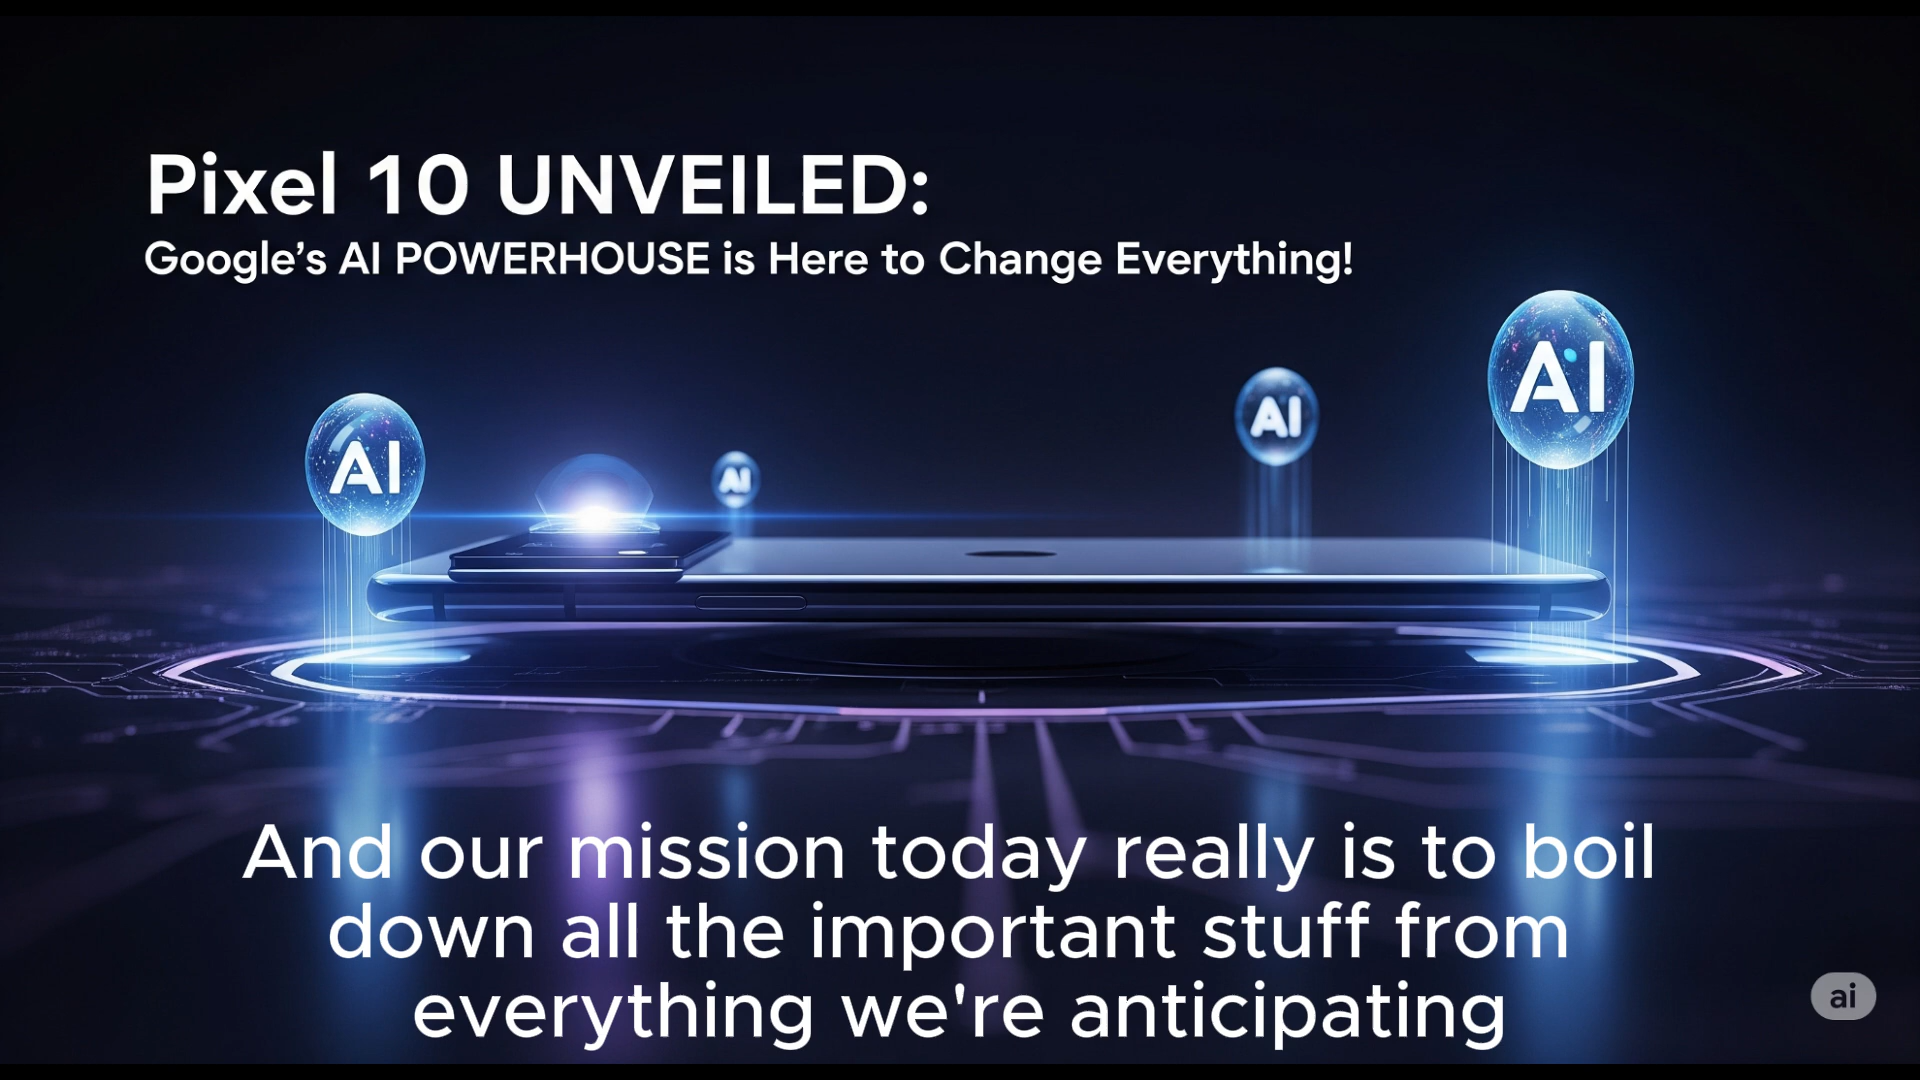 Pixel 10 UNVEILED:
Google's AI POWERHOUSE is Here to Change Everything!
AI
AI
AI
AI
And our mission today really is to boil
down all the important stuff from
everything we're anticipating
ai